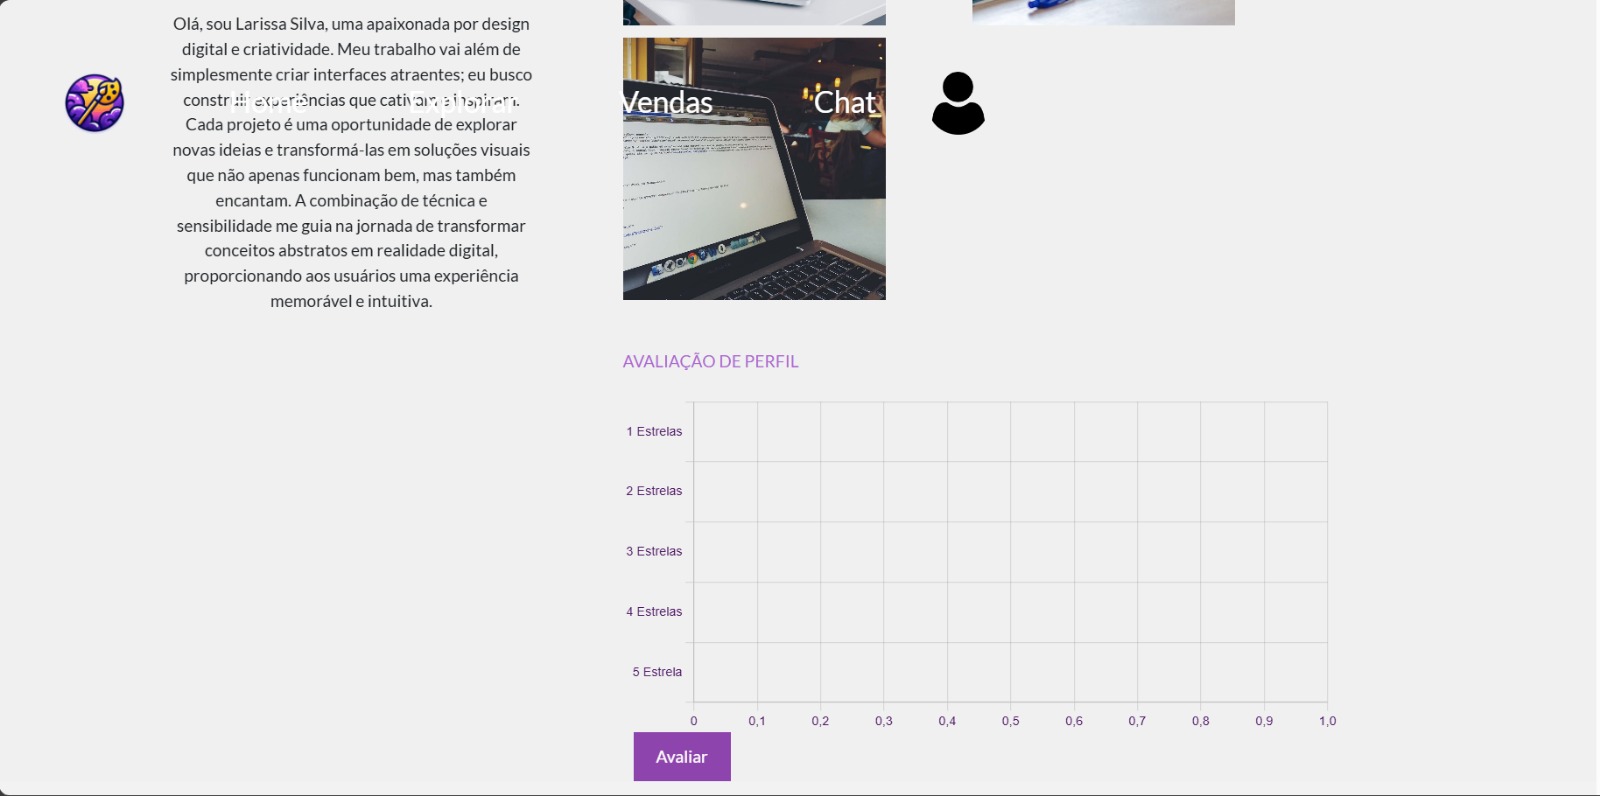 Olá, sou Larissa Silva, uma apaixonada por design
digital e criatividade. Meu trabalho vai além de
simplesmente criar interfaces atraentes; eu busco
construir experiências que cativam e inspiram.
Cada projeto é uma oportunidade de explorar
novas ideias e transformá-las em soluções visuais
que não apenas funcionam bem, mas também
encantam. A combinação de técnica e
sensibilidade me guia na jornada de transformar
conceitos abstratos em realidade digital,
proporcionando aos usuários uma experiência
memorável e intuitiva.
Home
Explorar
Vendas
Chat
AVALIAÇÃO DE PERFIL
1 Estrelas
2 Estrelas
3 Estrelas
4 Estrelas
5 Estrela
0 0,1 0,2 0,3 0,4 0,5 0,6 0,7 0,8 0,9 1,0
Avaliar